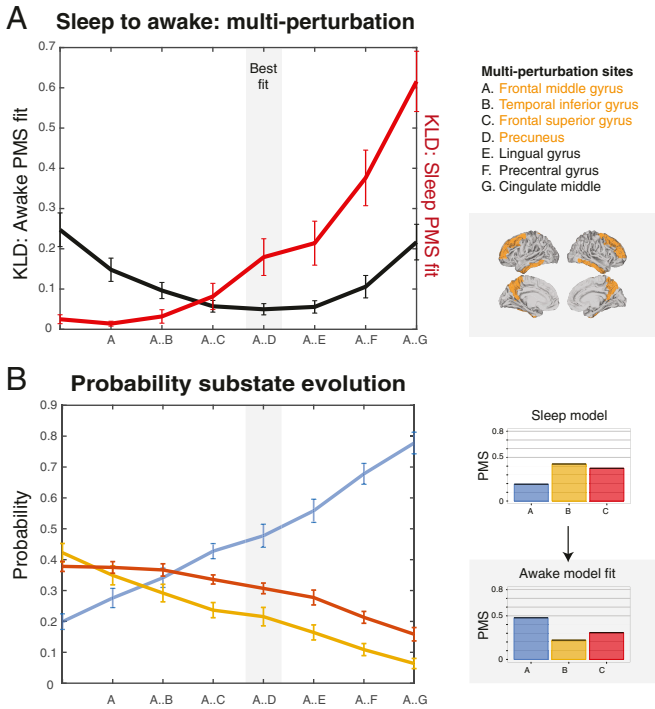 A
Sleep to awake: multi-perturbation
KLD: Awake PMS fit
0.7
0.6
0.5
0.4
0.3
0.2
0.1
0
Best
fit
KLD: Sleep PMS fit
A
A..B
A..C
A..D
A..E
A..F
A..G
Multi-perturbation sites
A. Frontal middle gyrus
B. Temporal inferior gyrus
C. Frontal superior gyrus
D. Precuneus
E. Lingual gyrus
F. Precentral gyrus
G. Cingulate middle
B
Probability substate evolution
Probability
0.9
0.8
0.7
0.6
0.5
0.4
0.3
0.2
0.1
0
A
A..B
A..C
A..D
A..E
A..F
A..G
Sleep model
PMS
0.8
0.5
0
A
B
C
Awake model fit
PMS
0.8
0.5
0
A
B
C